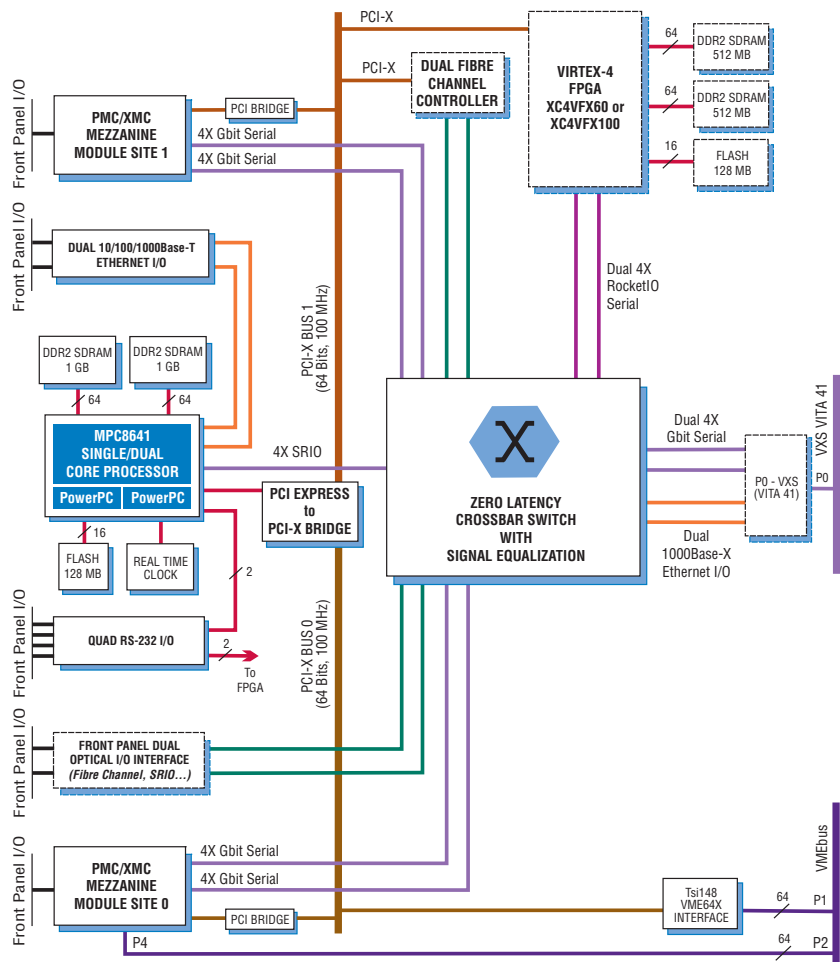 PCI-X
PCI-X
Front Panel I/O
PMC/XMC
MEZZANINE
MODULE SITE 1
PCI BRIDGE
4X Gbit Serial
4X Gbit Serial
DUAL FIBRE
CHANNEL
CONTROLLER
VIRTEX-4
FPGA
XC4VFX60 or
XC4VFX100
64
DDR2 SDRAM
512 MB
64
DDR2 SDRAM
512 MB
16
FLASH
128 MB
Front Panel I/O
DUAL 10/100/1000Base-T
ETHERNET I/O
PCI-X BUS 1
(64 Bits, 100 MHz)
Dual 4X
RocketIO
Serial
DDR2 SDRAM
1 GB
DDR2 SDRAM
1 GB
64
64
MPC8641
SINGLE/DUAL
CORE PROCESSOR
PowerPC
PowerPC
4X SRIO
16
FLASH
128 MB
REAL TIME
CLOCK
2
PCI EXPRESS
to
PCI-X BRIDGE
X
ZERO LATENCY
CROSSBAR SWITCH
WITH
SIGNAL EQUALIZATION
Dual 4X
Gbit Serial
Dual
1000Base-X
Ethernet I/O
P0 - VXS
(VITA 41)
P0
VXS VITA 41
Front Panel I/O
QUAD RS-232 I/O
2
To
FPGA
PCI-X BUS 0
(64 Bits, 100 MHz)
Front Panel I/O
FRONT PANEL DUAL
OPTICAL I/O INTERFACE
(Fibre Channel, SRIO...)
Front Panel I/O
PMC/XMC
MEZZANINE
MODULE SITE 0
4X Gbit Serial
4X Gbit Serial
PCI BRIDGE
P4
Tsi148
VME64X
INTERFACE
64
P1
64
P2
VMEbus